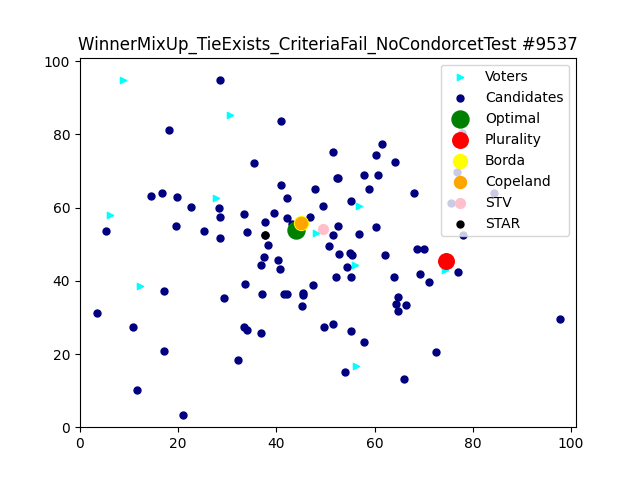 WinnerMixUp_TieExists_CriteriaFail_NoCondorcetTest #9537
100
80
60
40
20
0
0 20 40 60 80 100
Voters
Candidates
Optimal
Plurality
Borda
Copeland
STV
STAR